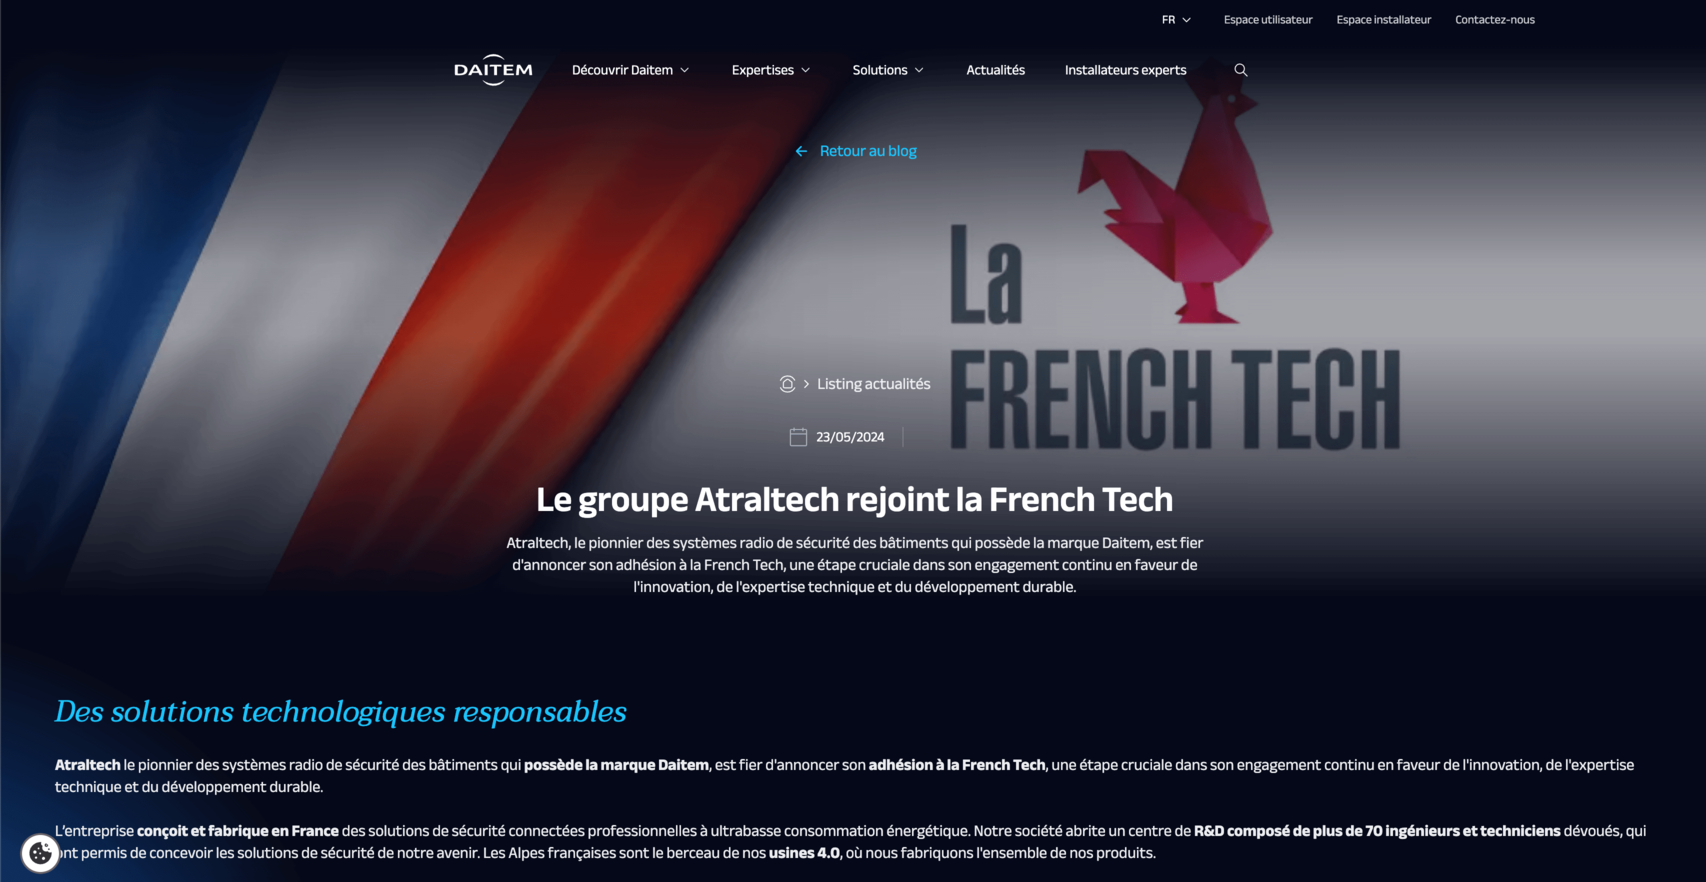 FR
Espace utilisateur
Espace installateur
Contactez-nous
DAITEM
Découvrir Daitem
Expertises
Solutions
Actualités
Installateurs experts
Retour au blog
La
FRENCH TECH
Listing actualités
23/05/2024
Le groupe Atraltech rejoint la French Tech
Atraltech, le pionnier des systèmes radio de sécurité des bâtiments qui possède la marque Daitem, est fier
d'annoncer son adhésion à la French Tech, une étape cruciale dans son engagement continu en faveur de
l'innovation, de l'expertise technique et du développement durable.
Des solutions technologiques responsables
Atraltech le pionnier des systèmes radio de sécurité des bâtiments qui possède la marque Daitem, est fier d'annoncer son adhésion à la French Tech, une étape cruciale dans son engagement continu en faveur de l'innovation, de l'expertise
technique et du développement durable.
L’entreprise conçoit et fabrique en France des solutions de sécurité connectées professionnelles à ultrabasse consommation énergétique. Notre société abrite un centre de R&D composé de plus de 70 ingénieurs et techniciens dévoués, qui
ont permis de concevoir les solutions de sécurité de notre avenir. Les Alpes françaises sont le berceau de nos usines 4.0, où nous fabriquons l'ensemble de nos produits.